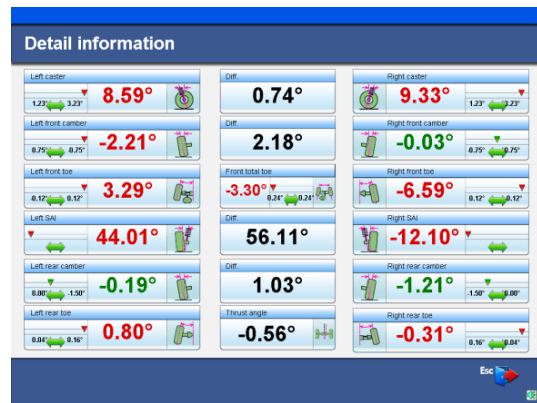 Detail information
Left caster
1.23° 3.23° 8.59°
Diff.
0.74°
Right caster
9.33° 1.23° 3.23°
Left front camber
0.75° 0.75° -2.21°
Diff.
2.18°
Right front camber
-0.03° -0.75° 0.75°
Left front toe
-0.12° 0.12° 3.29°
Front total toe
-3.30° 0.24° 0.24°
Right front toe
-6.59° 0.12° 0.12°
Left SAI
44.01°
Diff.
56.11°
Right SAI
-12.10°
Left rear camber
0.00° -1.50° -0.19°
Diff.
1.03°
Right rear camber
-1.21° -1.50° 0.00°
Left rear toe
0.04° 0.16° 0.80°
Thrust angle
-0.56°
Right rear toe
-0.31° 0.16° 0.04°
Esc